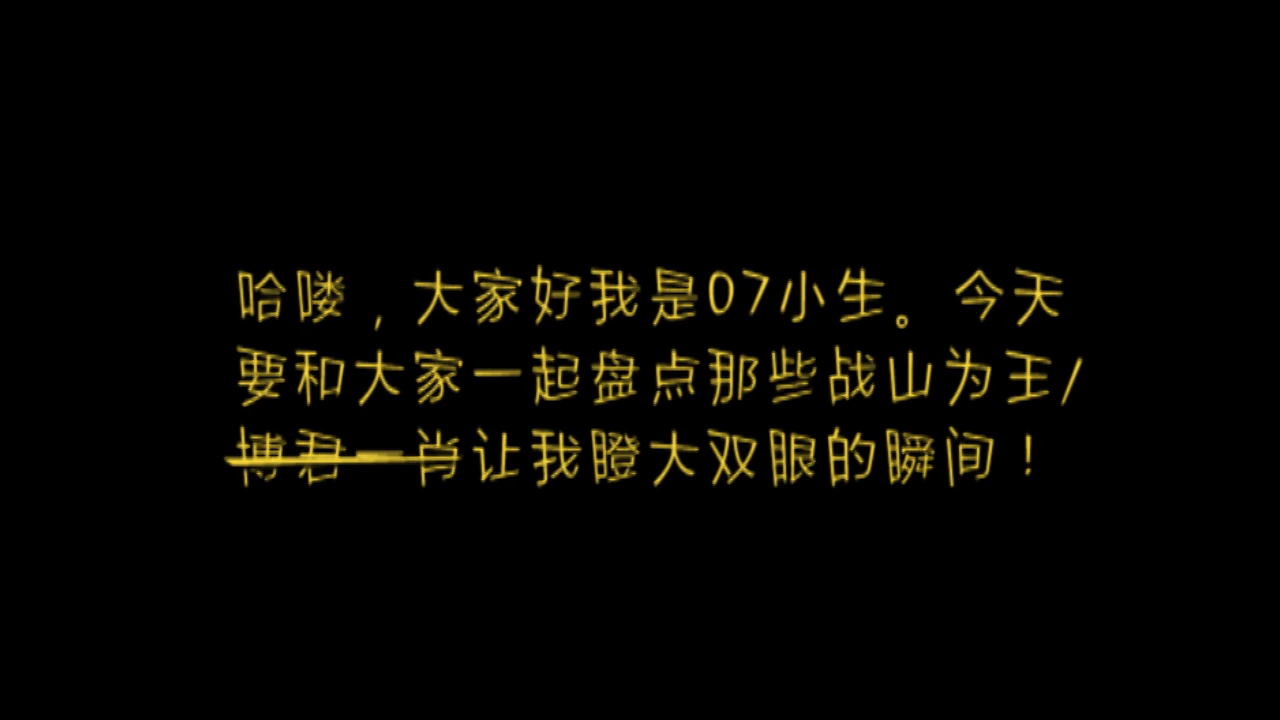 哈喽，大家好我是07小生。今天
要和大家一起盘点那些战山为王/
博君一肖让我瞪大双眼的瞬间！